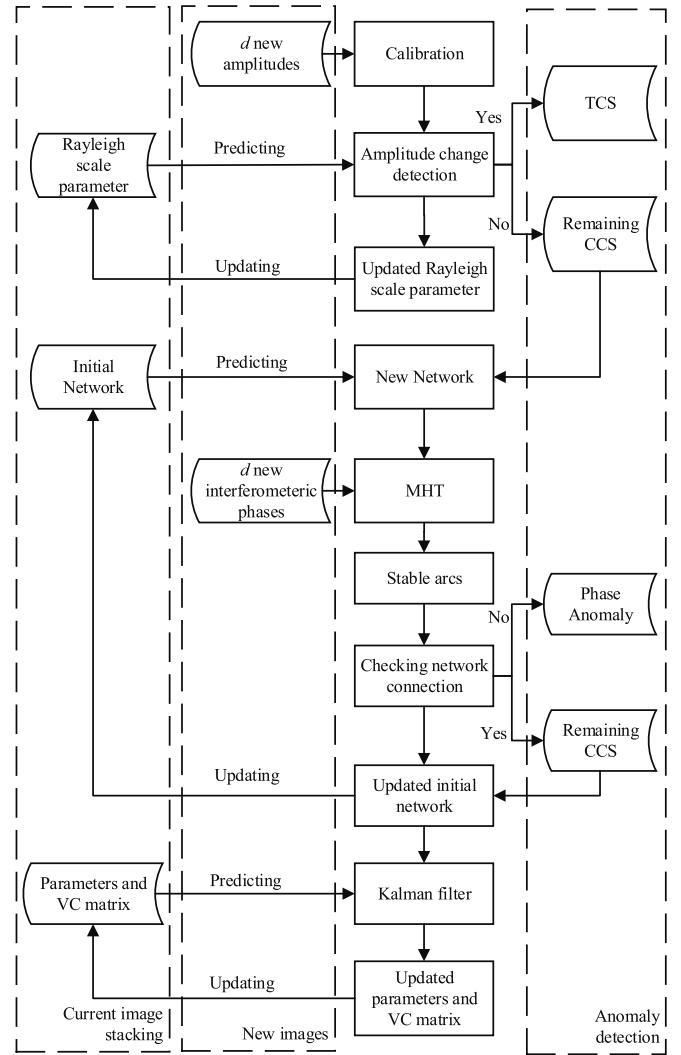 d new
amplitudes
Calibration
Yes
TCS
Rayleigh
scale
parameter
Predicting
Amplitude change
detection
No
Remaining
CCS
Updating
Updated Rayleigh
scale parameter
Initial
Network
Predicting
New Network
d new
interferometeric
phases
MHT
Stable arcs
No
Phase
Anomaly
Checking network
connection
Yes
Remaining
CCS
Updating
Updated initial
network
Parameters and
VC matrix
Predicting
Kalman filter
Updating
Updated
parameters and
VC matrix
Current image
stacking
New images
Anomaly
detection